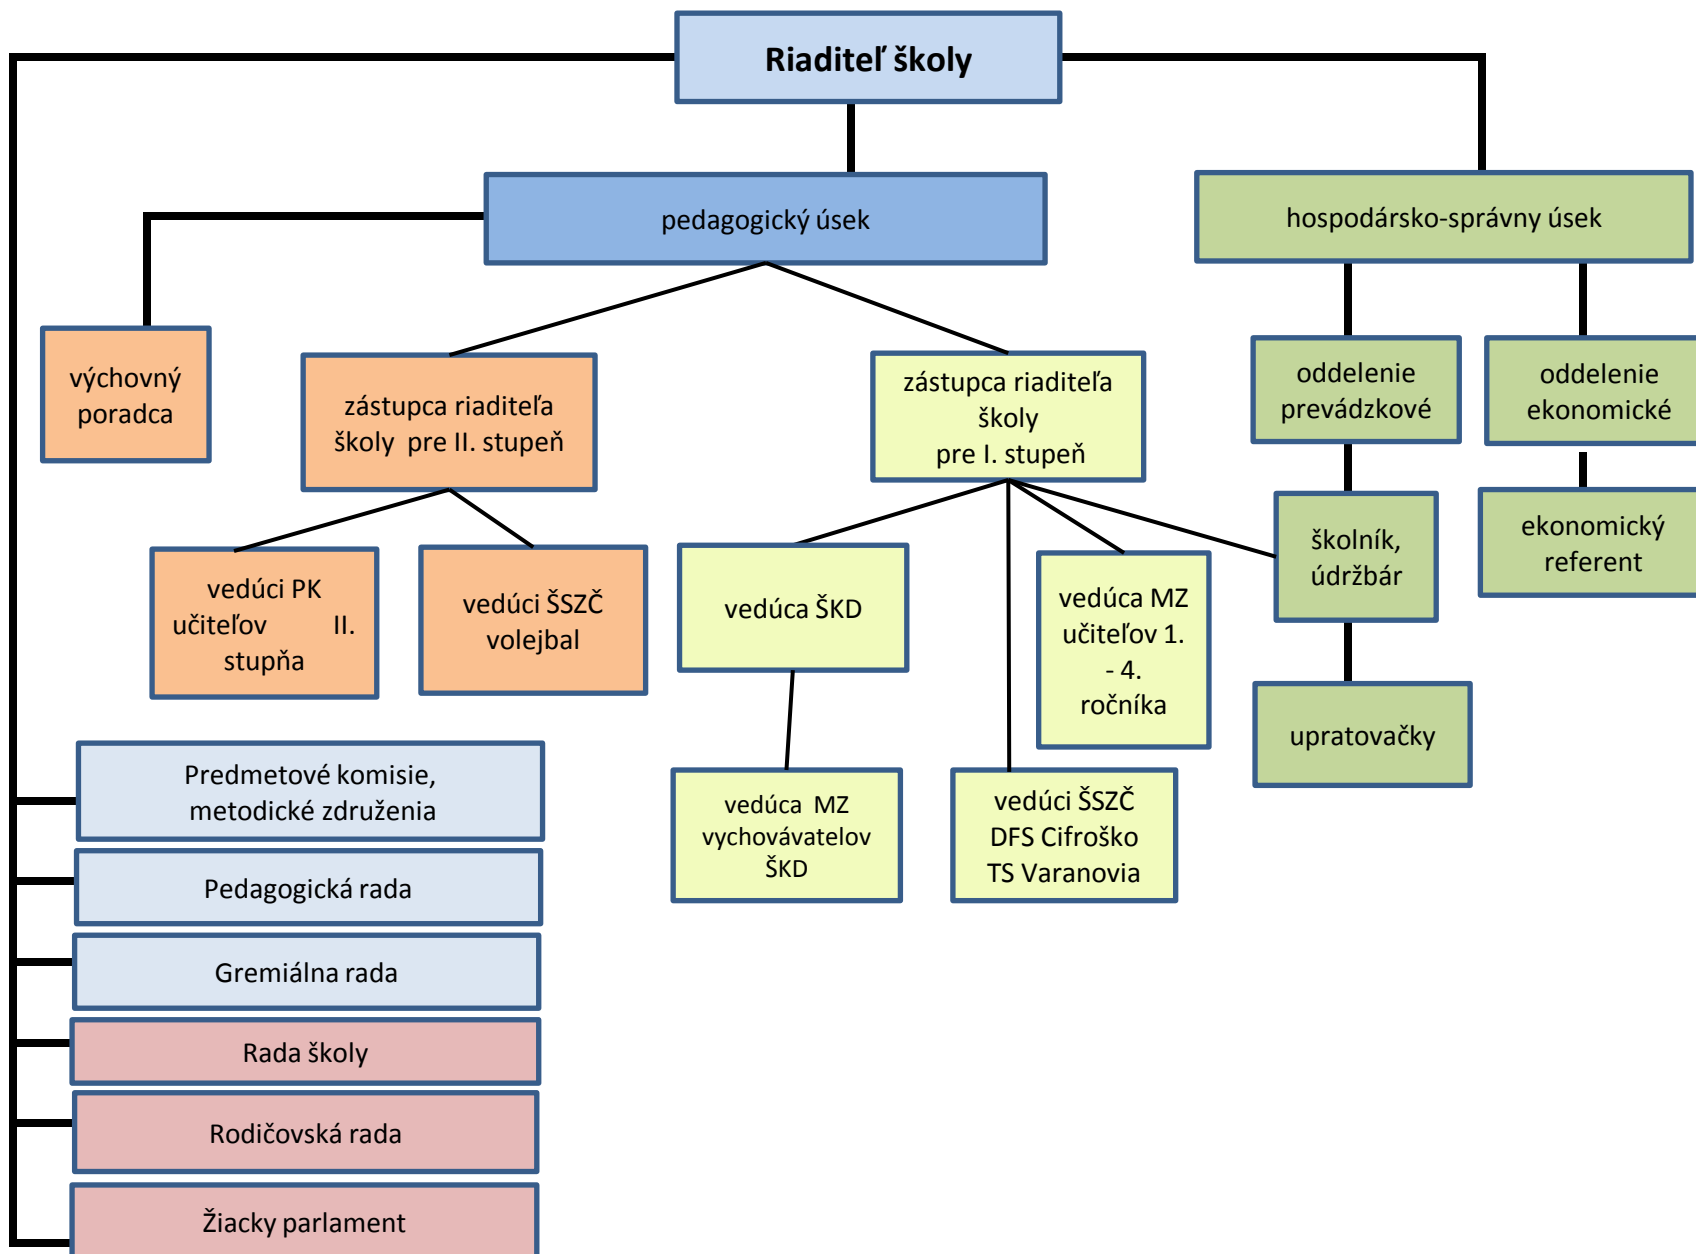 Riaditeľ školy
pedagogický úsek
hospodársko-správny úsek
výchovný
poradca
zástupca riaditeľa
školy pre II. stupeň
zástupca riaditeľa
školy
pre I. stupeň
oddelenie
prevádzkové
oddelenie
ekonomické
vedúci PK
učiteľov II.
stupňa
vedúci ŠSZČ
volejbal
vedúca ŠKD
vedúca MZ
učiteľov 1.
- 4.
ročníka
školník,
údržbár
ekonomický
referent
upratovačky
vedúca MZ
vychovávatelov
ŠKD
vedúci ŠSZČ
DFS Cifroško
TS Varanovia
Predmetové komisie,
metodické združenia
Pedagogická rada
Gremiálna rada
Rada školy
Rodičovská rada
Žiacky parlament